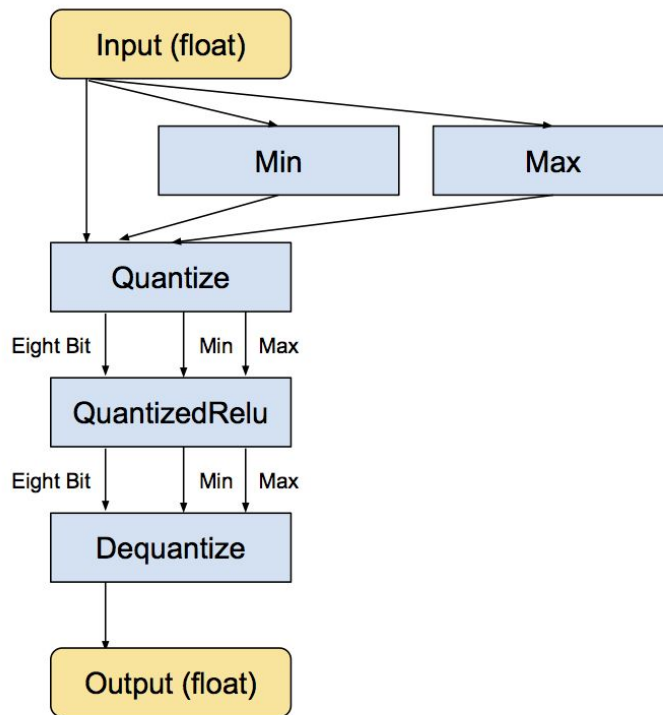 Input (float)
Min
Max
Quantize
Eight Bit
Min
Max
QuantizedRelu
Eight Bit
Min
Max
Dequantize
Output (float)